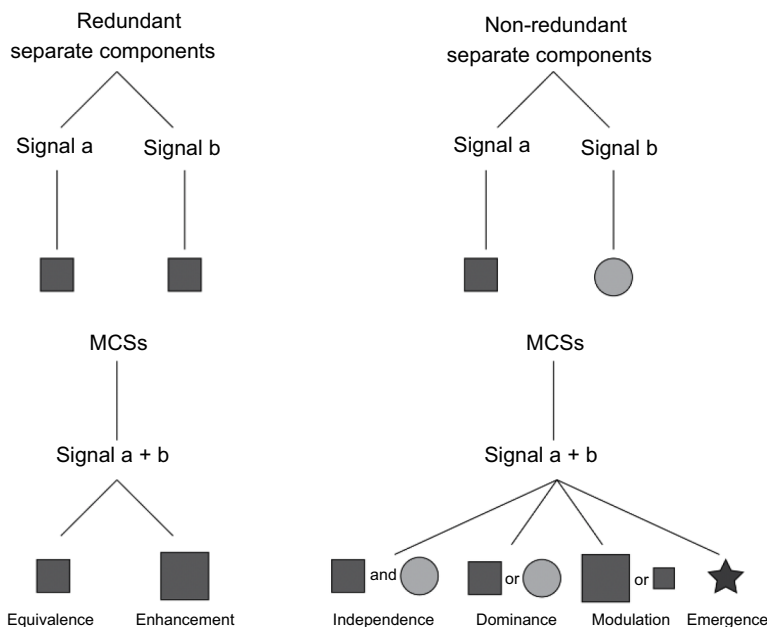 Redundant
separate components
Signal a
Signal b
MCSs
Signal a + b
Equivalence
Enhancement
Non-redundant
separate components
Signal a
Signal b
MCSs
Signal a + b
and
or
or
Independence
Dominance
Modulation
Emergence